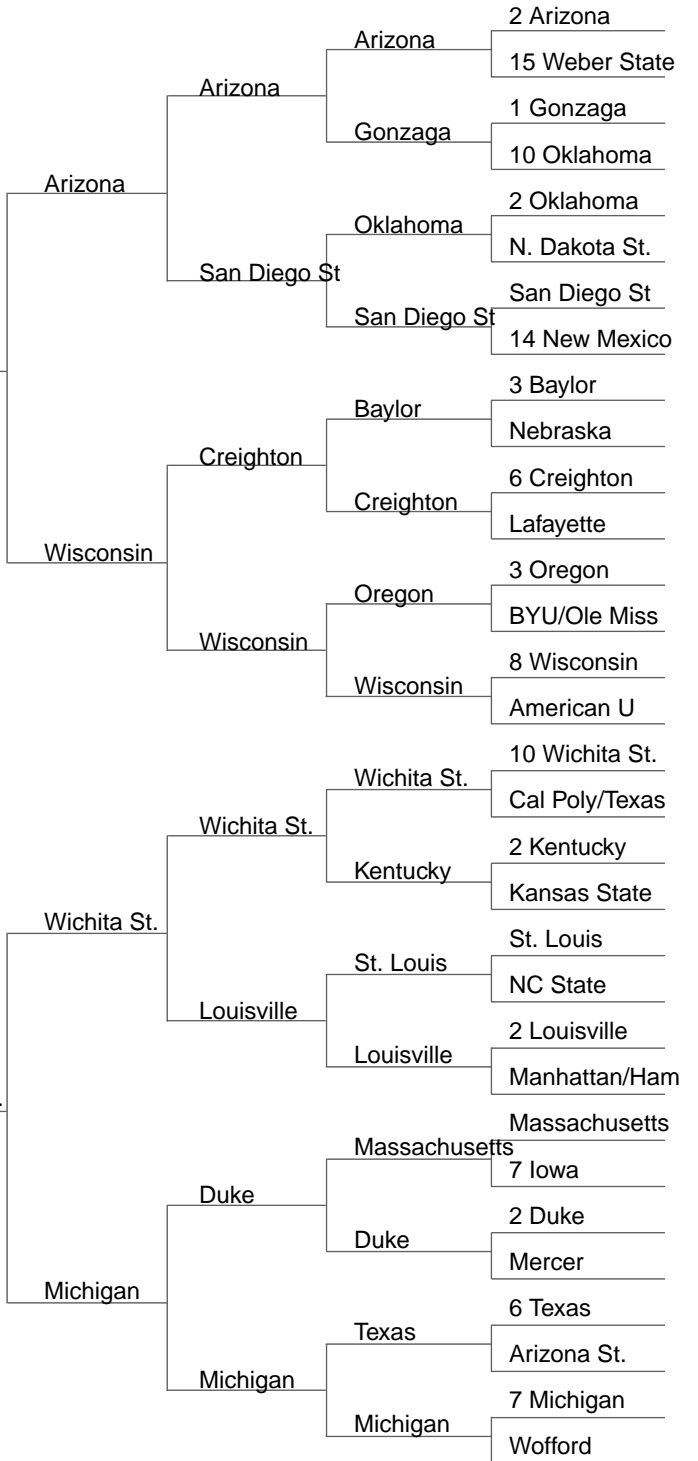 2 Arizona
Arizona
15 Weber State
Arizona
1 Gonzaga
Gonzaga
10 Oklahoma
Arizona
2 Oklahoma
Oklahoma
N. Dakota St.
San Diego St
San Diego St
San Diego St
14 New Mexico
3 Baylor
Baylor
Nebraska
Creighton
6 Creighton
Creighton
Lafayette
Wisconsin
3 Oregon
Oregon
BYU/Ole Miss
Wisconsin
8 Wisconsin
Wisconsin
American U
10 Wichita St.
Wichita St.
Cal Poly/Texas
Wichita St.
2 Kentucky
Kentucky
Kansas State
Wichita St.
St. Louis
St. Louis
NC State
Louisville
2 Louisville
Louisville
Manhattan/Ham
Massachusetts
Massachusetts
7 Iowa
Duke
2 Duke
Duke
Mercer
Michigan
6 Texas
Texas
Arizona St.
Michigan
7 Michigan
Michigan
Wofford